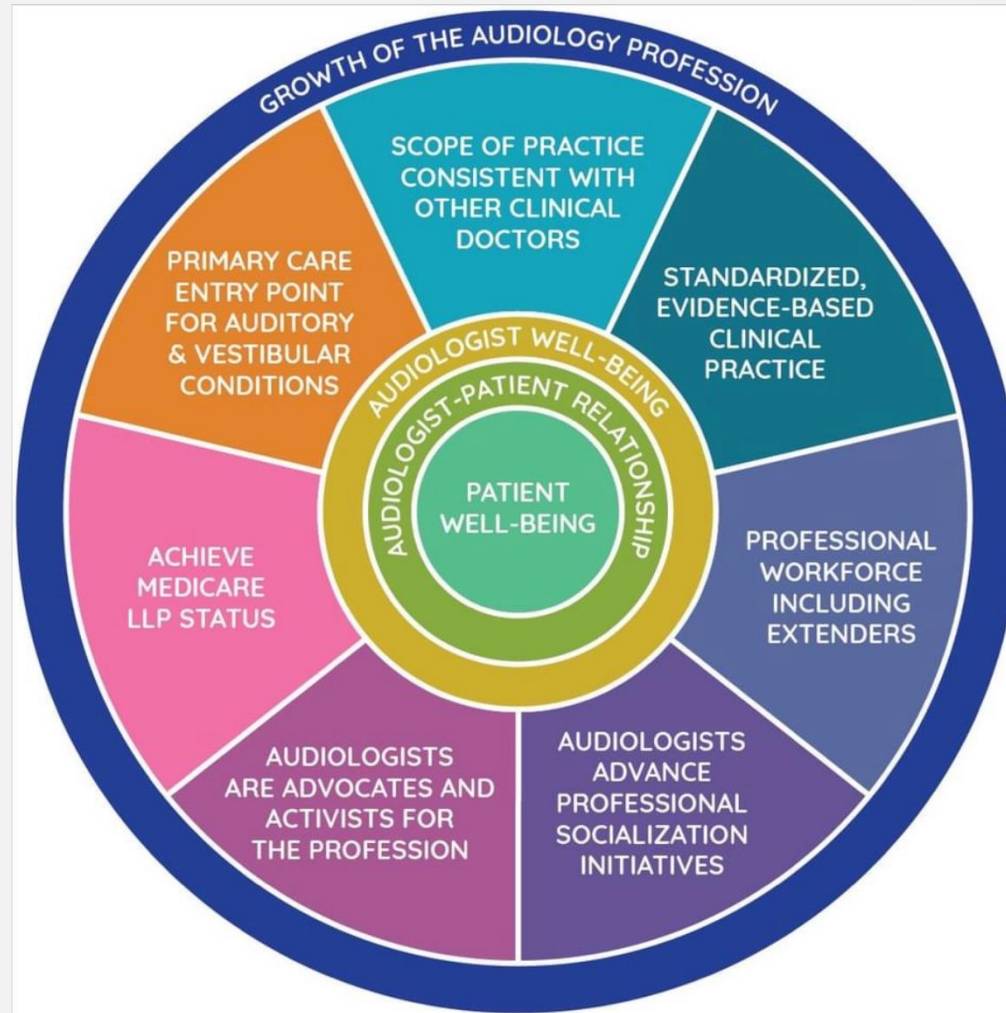 GROWTH OF THE AUDIOLOGY PROFESSION
SCOPE OF PRACTICE
CONSISTENT WITH
OTHER CLINICAL
DOCTORS
STANDARDIZED,
EVIDENCE-BASED
CLINICAL
PRACTICE
PROFESSIONAL
WORKFORCE
INCLUDING
EXTENDERS
AUDIOLOGISTS
ADVANCE
PROFESSIONAL
SOCIALIZATION
INITIATIVES
AUDIOLOGISTS
ARE ADVOCATES AND
ACTIVISTS FOR
THE PROFESSION
ACHIEVE
MEDICARE
LLP STATUS
PRIMARY CARE
ENTRY POINT
FOR AUDITORY
& VESTIBULAR
CONDITIONS
AUDIOLOGIST WELL-BEING
AUDIOLOGIST-PATIENT RELATIONSHIP
PATIENT
WELL-BEING